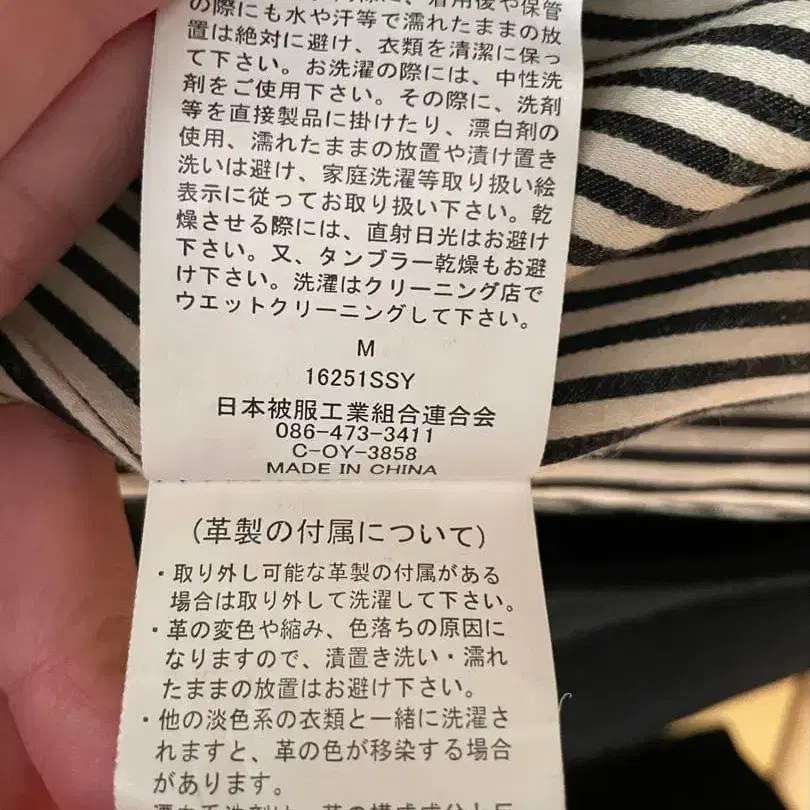 際に、着用後や保管
の際にも水や汗等で濡れたままの放
置は絶対に避け、衣類を清潔に保っ
て下さい。お洗濯の際には、中性洗
剤をご使用下さい。その際に、洗剤
等を直接製品に掛けたり、漂白剤の
使用、濡れたままの放置や漬け置き
洗いは避け、家庭洗濯等取り扱い絵
表示に従ってお取り扱い下さい。乾
燥させる際には、直射日光はお避け
下さい。又、タンブラー乾燥もお避
け下さい。洗濯はクリーニング店で
ウエットクリーニングして下さい。
M
16251SSY
日本被服工業組合連合会
086-473-3411
C-OY-3858
MADE IN CHINA
(革製の付属について)
・取り外し可能な革製の付属がある
場合は取り外して洗濯して下さい。
・革の変色や縮み、色落ちの原因に
なりますので、漬置き洗い・濡れ
たままの放置はお避け下さい。
・他の淡色系の衣類と一緒に洗濯さ
れますと、革の色が移染する場合
があります。